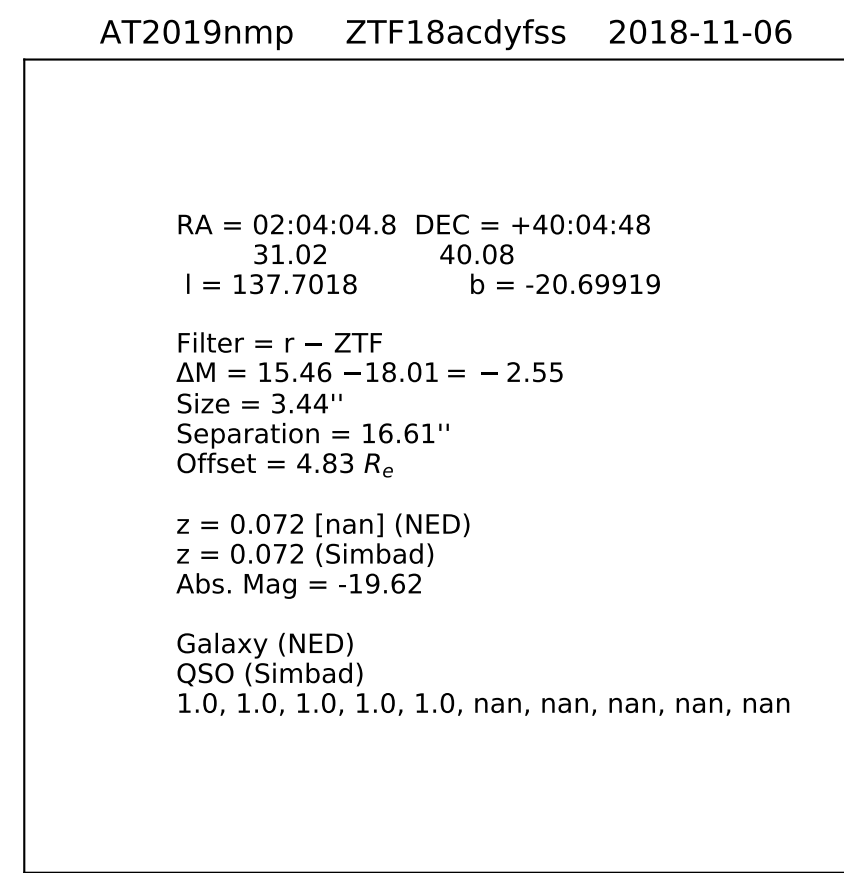 AT2019nmp ZTF18acdyfss 2018-11-06
RA = 02:04:04.8 DEC = +40:04:48
31.02 40.08
l = 137.7018 b = -20.69919
Filter = r − ZTF
ΔM = 15.46 −18.01 = − 2.55
Size = 3.44''
Separation = 16.61''
Offset = 4.83 Rₑ
z = 0.072 [nan] (NED)
z = 0.072 (Simbad)
Abs. Mag = -19.62
Galaxy (NED)
QSO (Simbad)
1.0, 1.0, 1.0, 1.0, 1.0, nan, nan, nan, nan, nan